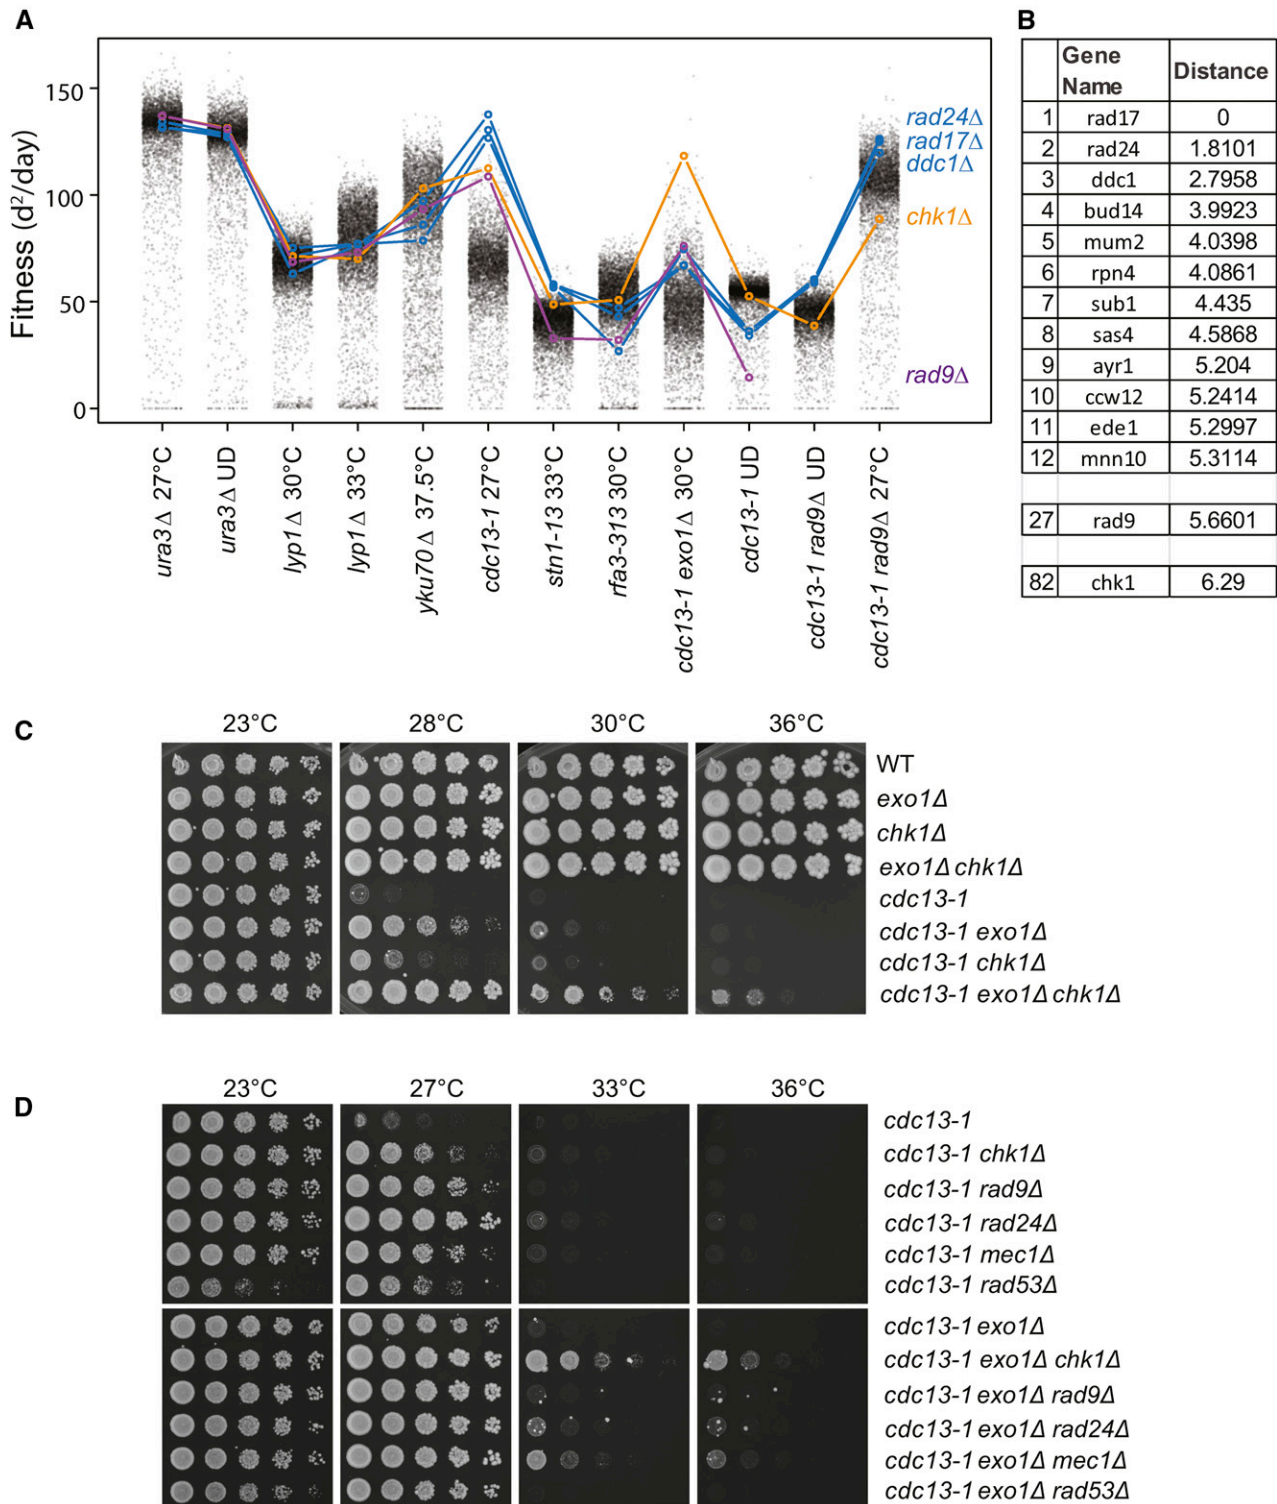 A
Fitness (d²/day)
150
100
50
0
rad24Δ
rad17Δ
ddc1Δ
chk1Δ
rad9Δ
ura3Δ 27°C
ura3Δ UD
lyp1Δ 30°C
lyp1Δ 33°C
yku70Δ 37.5°C
cdc13-1 27°C
stn1-13 33°C
rfa3-313 30°C
cdc13-1 exo1Δ 30°C
cdc13-1 UD
cdc13-1 rad9Δ UD
cdc13-1 rad9Δ 27°C
B
Gene Name Distance
1 rad17 0
2 rad24 1.8101
3 ddc1 2.7958
4 bud14 3.9923
5 mum2 4.0398
6 rpn4 4.0861
7 sub1 4.435
8 sas4 4.5868
9 ayr1 5.204
10 ccw12 5.2414
11 ede1 5.2997
12 mnn10 5.3114
27 rad9 5.6601
82 chk1 6.29
C
23°C 28°C 30°C 36°C
WT
exo1Δ
chk1Δ
exo1Δ chk1Δ
cdc13-1
cdc13-1 exo1Δ
cdc13-1 chk1Δ
cdc13-1 exo1Δ chk1Δ
D
23°C 27°C 33°C 36°C
cdc13-1
cdc13-1 chk1Δ
cdc13-1 rad9Δ
cdc13-1 rad24Δ
cdc13-1 mec1Δ
cdc13-1 rad53Δ
cdc13-1 exo1Δ
cdc13-1 exo1Δ chk1Δ
cdc13-1 exo1Δ rad9Δ
cdc13-1 exo1Δ rad24Δ
cdc13-1 exo1Δ mec1Δ
cdc13-1 exo1Δ rad53Δ